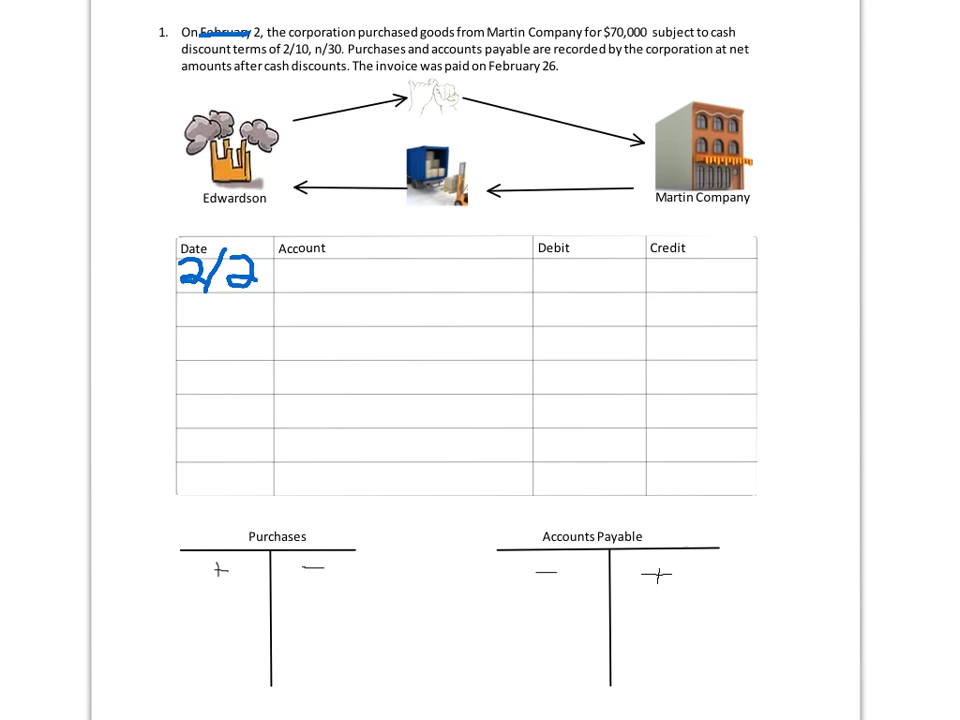 1. On February 2, the corporation purchased goods from Martin Company for $70,000 subject to cash
discount terms of 2/10, n/30. Purchases and accounts payable are recorded by the corporation at net
amounts after cash discounts. The invoice was paid on February 26.
Edwardson
Martin Company
Date Account Debit Credit
2/2
Purchases Accounts Payable
+ − − +